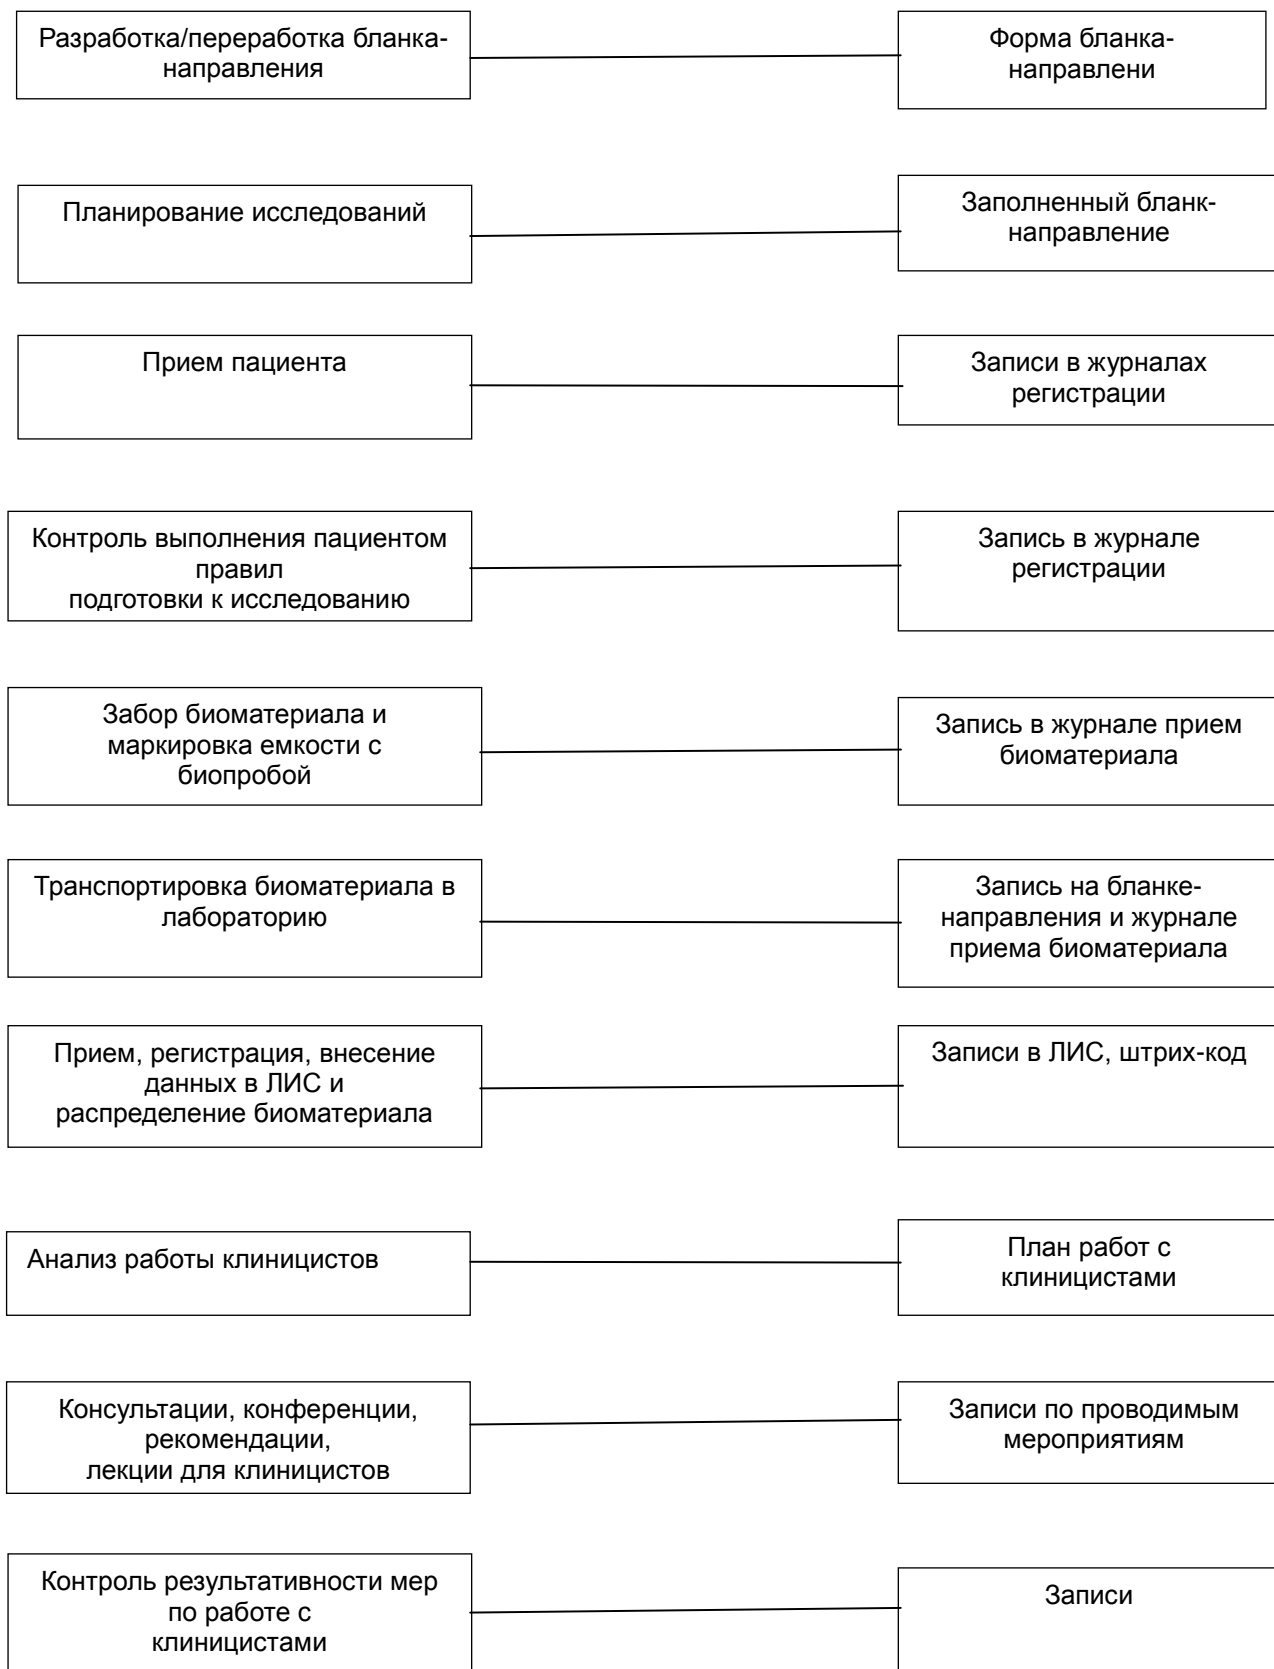 Разработка/переработка бланка-
направления
Форма бланка-
направлени
Планирование исследований
Заполненный бланк-
направление
Прием пациента
Записи в журналах
регистрации
Контроль выполнения пациентом
правил
подготовки к исследованию
Запись в журнале
регистрации
Забор биоматериала и
маркировка емкости с
биопробой
Запись в журнале прием
биоматериала
Транспортировка биоматериала в
лабораторию
Запись на бланке-
направления и журнале
приема биоматериала
Прием, регистрация, внесение
данных в ЛИС и
распределение биоматериала
Записи в ЛИС, штрих-код
Анализ работы клиницистов
План работ с
клиницистами
Консультации, конференции,
рекомендации,
лекции для клиницистов
Записи по проводимым
мероприятиям
Контроль результативности мер
по работе с
клиницистами
Записи